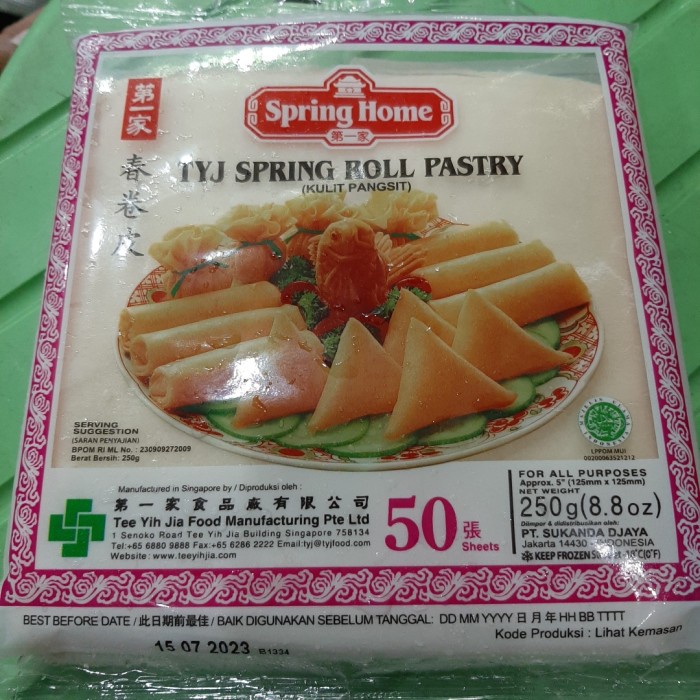 第一家
Spring Home
第一家
春卷皮
TYJ SPRING ROLL PASTRY
(KULIT PANGSIT)
SERVING
SUGGESTION
(SARAN PENYAJIAN)
BPOM RI ML No. : 230909272009
Berat Bersih: 250g
LPPOM MUI
00200063521212
Manufactured in Singapore by / Diproduksi oleh :
第一家食品廠有限公司
Tee Yih Jia Food Manufacturing Pte Ltd
1 Senoko Road Tee Yih Jia Building Singapore 758134
Tel:+65 6880 9888 Fax:+65 6286 2222 Email:tyj@tyjfood.com
Website: www.teeyihjia.com
50 張
Sheets
FOR ALL PURPOSES
Approx. 5" (125mm x 125mm)
NET WEIGHT
250g(8.8oz)
Diimpor & didistribusikan oleh:
PT. SUKANDA DJAYA
Jakarta 14430 - INDONESIA
KEEP FROZEN
BEST BEFORE DATE / 此日期前最佳 / BAIK DIGUNAKAN SEBELUM TANGGAL: DD MM YYYY 日 月 年 HH BB TTTT
Kode Produksi : Lihat Kemasan
15 07 2023 B1334